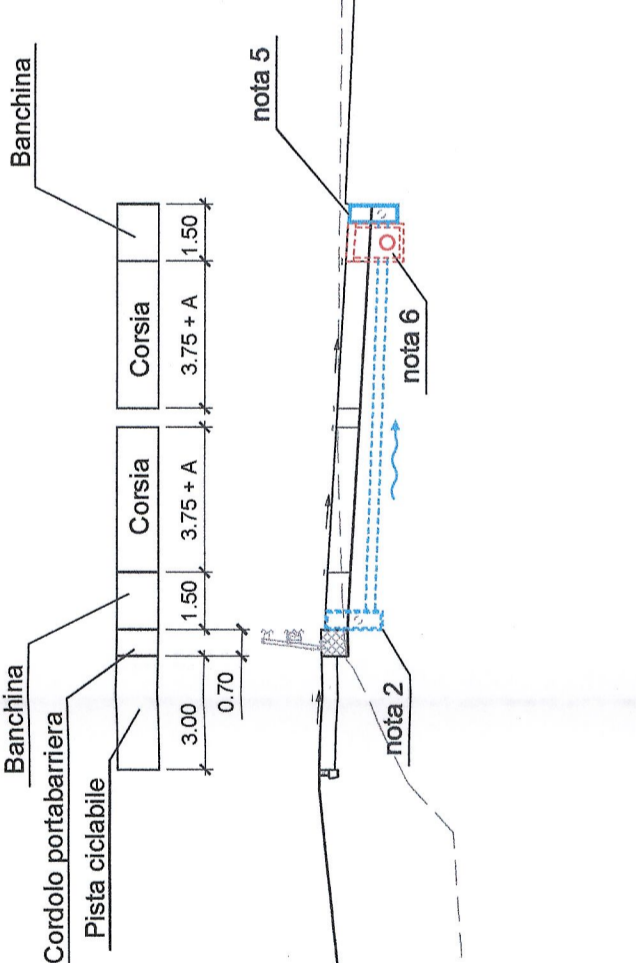 Banchina
Cordolo portabarriera
Pista ciclabile
Banchina
Corsia
Corsia
3.00
0.70
1.50
3.75 + A
3.75 + A
1.50
nota 5
nota 2
nota 6